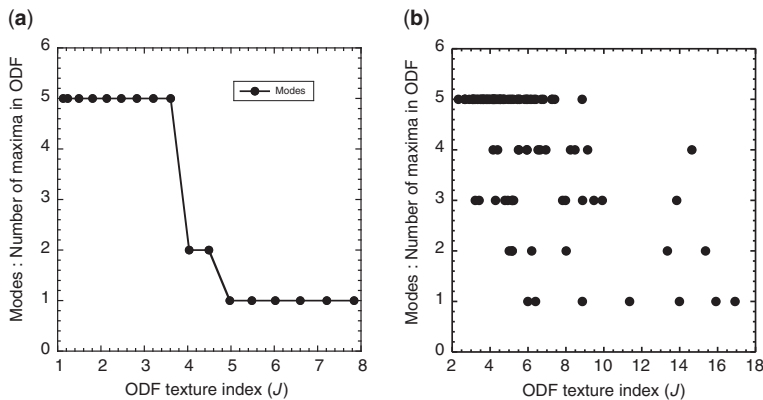 (a)
Modes : Number of maxima in ODF
6
5
4
3
2
1
0
Modes
1 2 3 4 5 6 7 8
ODF texture index (J)
(b)
Modes : Number of maxima in ODF
6
5
4
3
2
1
0
2 4 6 8 10 12 14 16 18
ODF texture index (J)